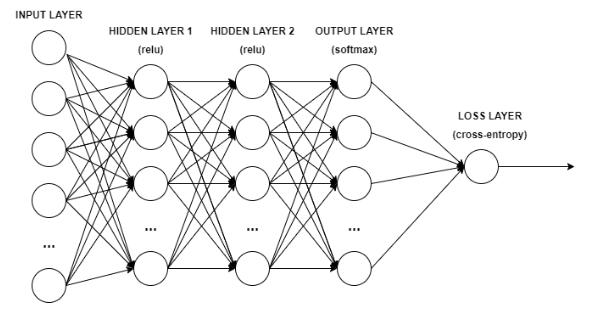 INPUT LAYER
HIDDEN LAYER 1
(relu)
HIDDEN LAYER 2
(relu)
OUTPUT LAYER
(softmax)
LOSS LAYER
(cross-entropy)
...
...
...
...